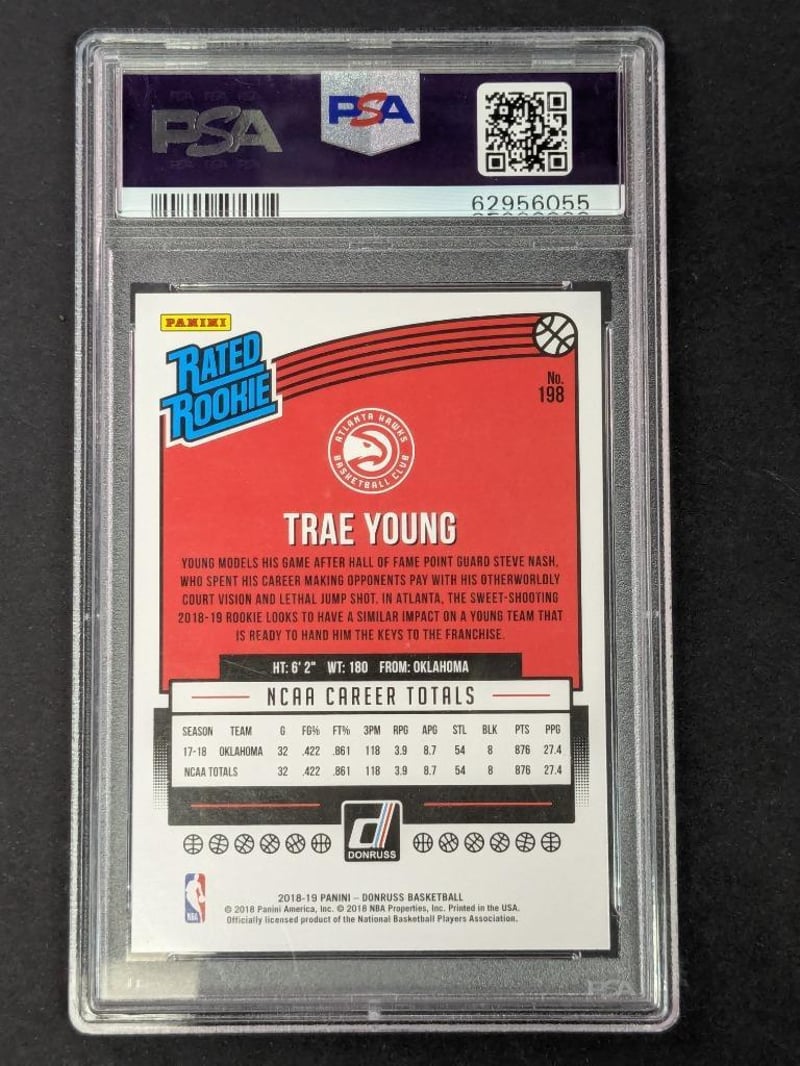 PSA
PSA
62956055
PANINI
RATED
ROOKIE
No.
198
ATLANTA HAWKS
BASKETBALL CLUB
TRAE YOUNG
YOUNG MODELS HIS GAME AFTER HALL OF FAME POINT GUARD STEVE NASH,
WHO SPENT HIS CAREER MAKING OPPONENTS PAY WITH HIS OTHERWORLDLY
COURT VISION AND LETHAL JUMP SHOT. IN ATLANTA, THE SWEET-SHOOTING
2018-19 ROOKIE LOOKS TO HAVE A SIMILAR IMPACT ON A YOUNG TEAM THAT
IS READY TO HAND HIM THE KEYS TO THE FRANCHISE.
HT: 6' 2" WT: 180 FROM: OKLAHOMA
NCAA CAREER TOTALS
SEASON TEAM G FG% FT% 3PM RPG APG STL BLK PTS PPG
17-18 OKLAHOMA 32 .422 .861 118 3.9 8.7 54 8 876 27.4
NCAA TOTALS 32 .422 .861 118 3.9 8.7 54 8 876 27.4
d
DONRUSS
NBA
2018-19 PANINI – DONRUSS BASKETBALL
© 2018 Panini America, Inc. © 2018 NBA Properties, Inc. Printed in the USA.
Officially licensed product of the National Basketball Players Association.
PSA